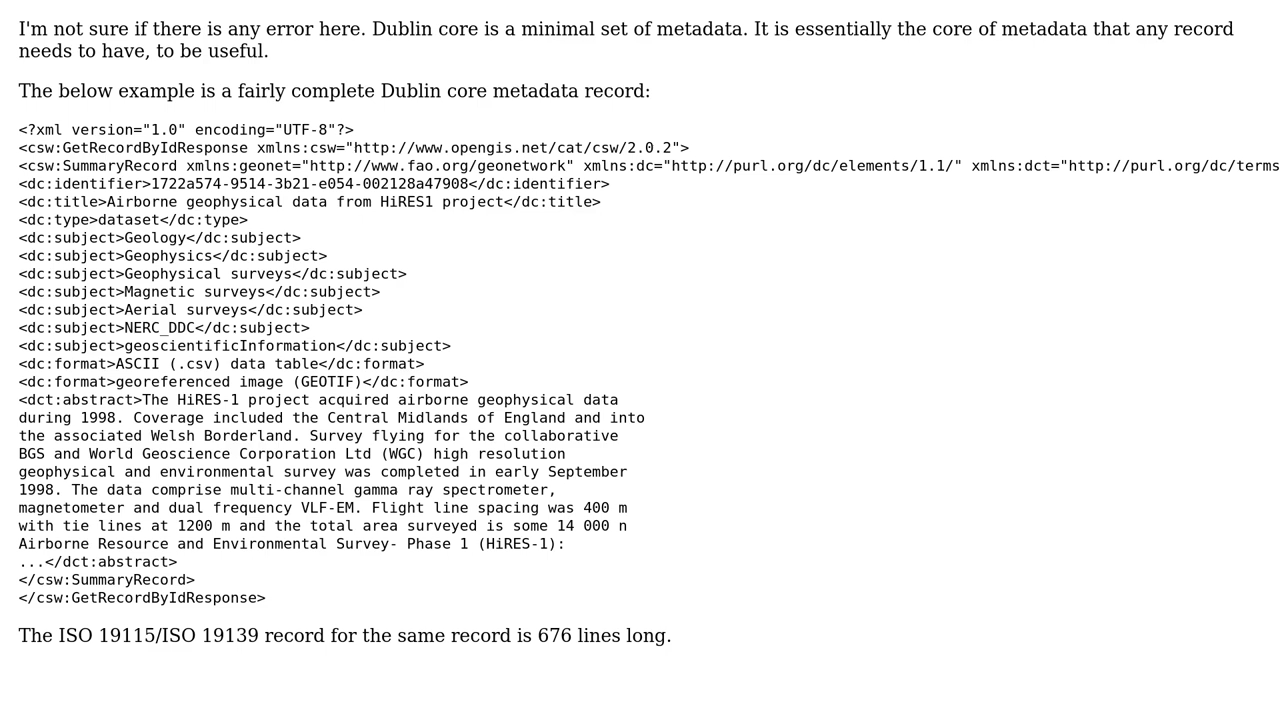 I'm not sure if there is any error here. Dublin core is a minimal set of metadata. It is essentially the core of metadata that any record
needs to have, to be useful.
The below example is a fairly complete Dublin core metadata record:
<?xml version="1.0" encoding="UTF-8"?>
<csw:GetRecordByIdResponse xmlns:csw="http://www.opengis.net/cat/csw/2.0.2">
<csw:SummaryRecord xmlns:geonet="http://www.fao.org/geonetwork" xmlns:dc="http://purl.org/dc/elements/1.1/" xmlns:dct="http://purl.org/dc/terms
<dc:identifier>1722a574-9514-3b21-e054-002128a47908</dc:identifier>
<dc:title>Airborne geophysical data from HiRES1 project</dc:title>
<dc:type>dataset</dc:type>
<dc:subject>Geology</dc:subject>
<dc:subject>Geophysics</dc:subject>
<dc:subject>Geophysical surveys</dc:subject>
<dc:subject>Magnetic surveys</dc:subject>
<dc:subject>Aerial surveys</dc:subject>
<dc:subject>NERC_DDC</dc:subject>
<dc:subject>geoscientificInformation</dc:subject>
<dc:format>ASCII (.csv) data table</dc:format>
<dc:format>georeferenced image (GEOTIF)</dc:format>
<dct:abstract>The HiRES-1 project acquired airborne geophysical data
during 1998. Coverage included the Central Midlands of England and into
the associated Welsh Borderland. Survey flying for the collaborative
BGS and World Geoscience Corporation Ltd (WGC) high resolution
geophysical and environmental survey was completed in early September
1998. The data comprise multi-channel gamma ray spectrometer,
magnetometer and dual frequency VLF-EM. Flight line spacing was 400 m
with tie lines at 1200 m and the total area surveyed is some 14 000 n
Airborne Resource and Environmental Survey- Phase 1 (HiRES-1):
...</dct:abstract>
</csw:SummaryRecord>
</csw:GetRecordByIdResponse>
The ISO 19115/ISO 19139 record for the same record is 676 lines long.